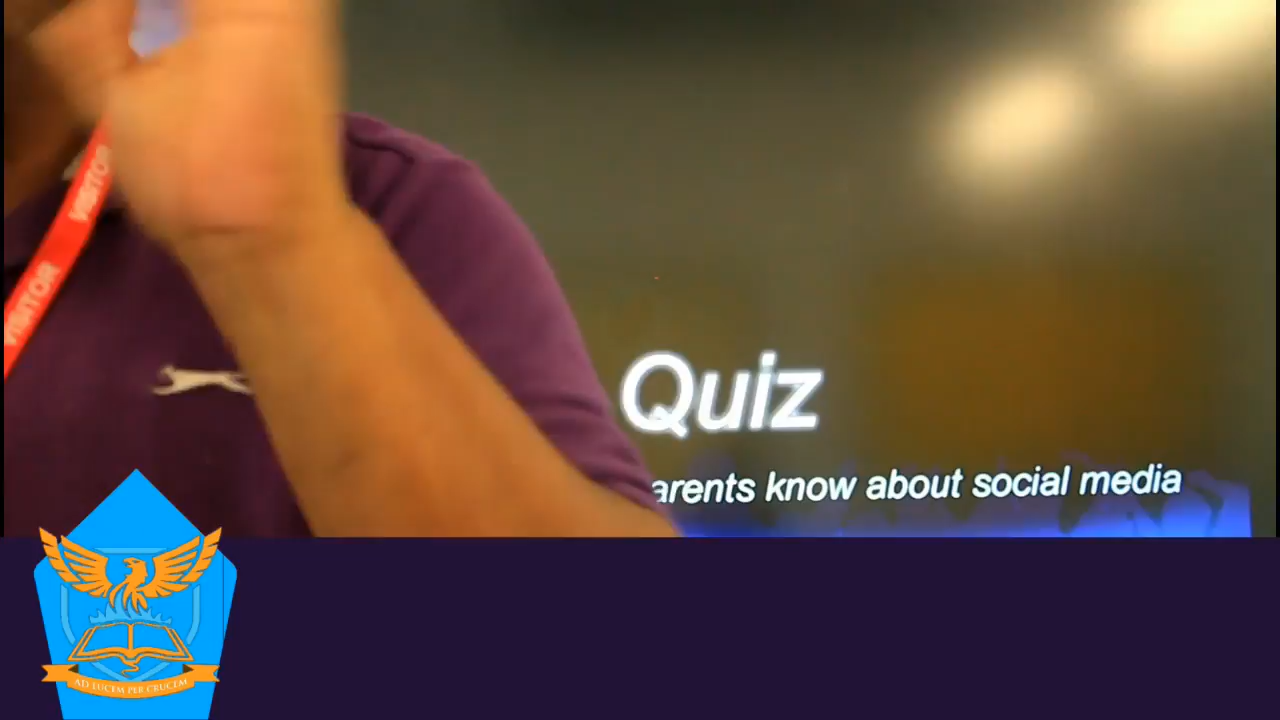 VISITOR
VISITOR
Quiz
arents know about social media
AD LUCEM PER CRUCEM